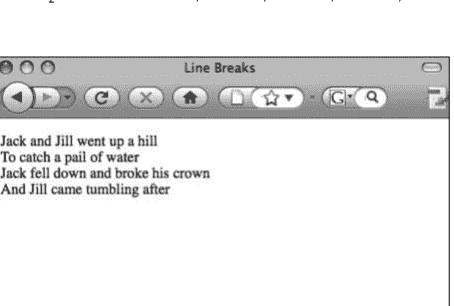 Line Breaks
G
Jack and Jill went up a hill
To catch a pail of water
Jack fell down and broke his crown
And Jill came tumbling after